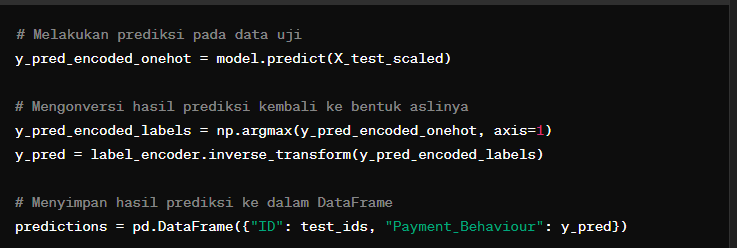 # Melakukan prediksi pada data uji
y_pred_encoded_onehot = model.predict(X_test_scaled)
# Mengonversi hasil prediksi kembali ke bentuk aslinya
y_pred_encoded_labels = np.argmax(y_pred_encoded_onehot, axis=1)
y_pred = label_encoder.inverse_transform(y_pred_encoded_labels)
# Menyimpan hasil prediksi ke dalam DataFrame
predictions = pd.DataFrame({"ID": test_ids, "Payment_Behaviour": y_pred})